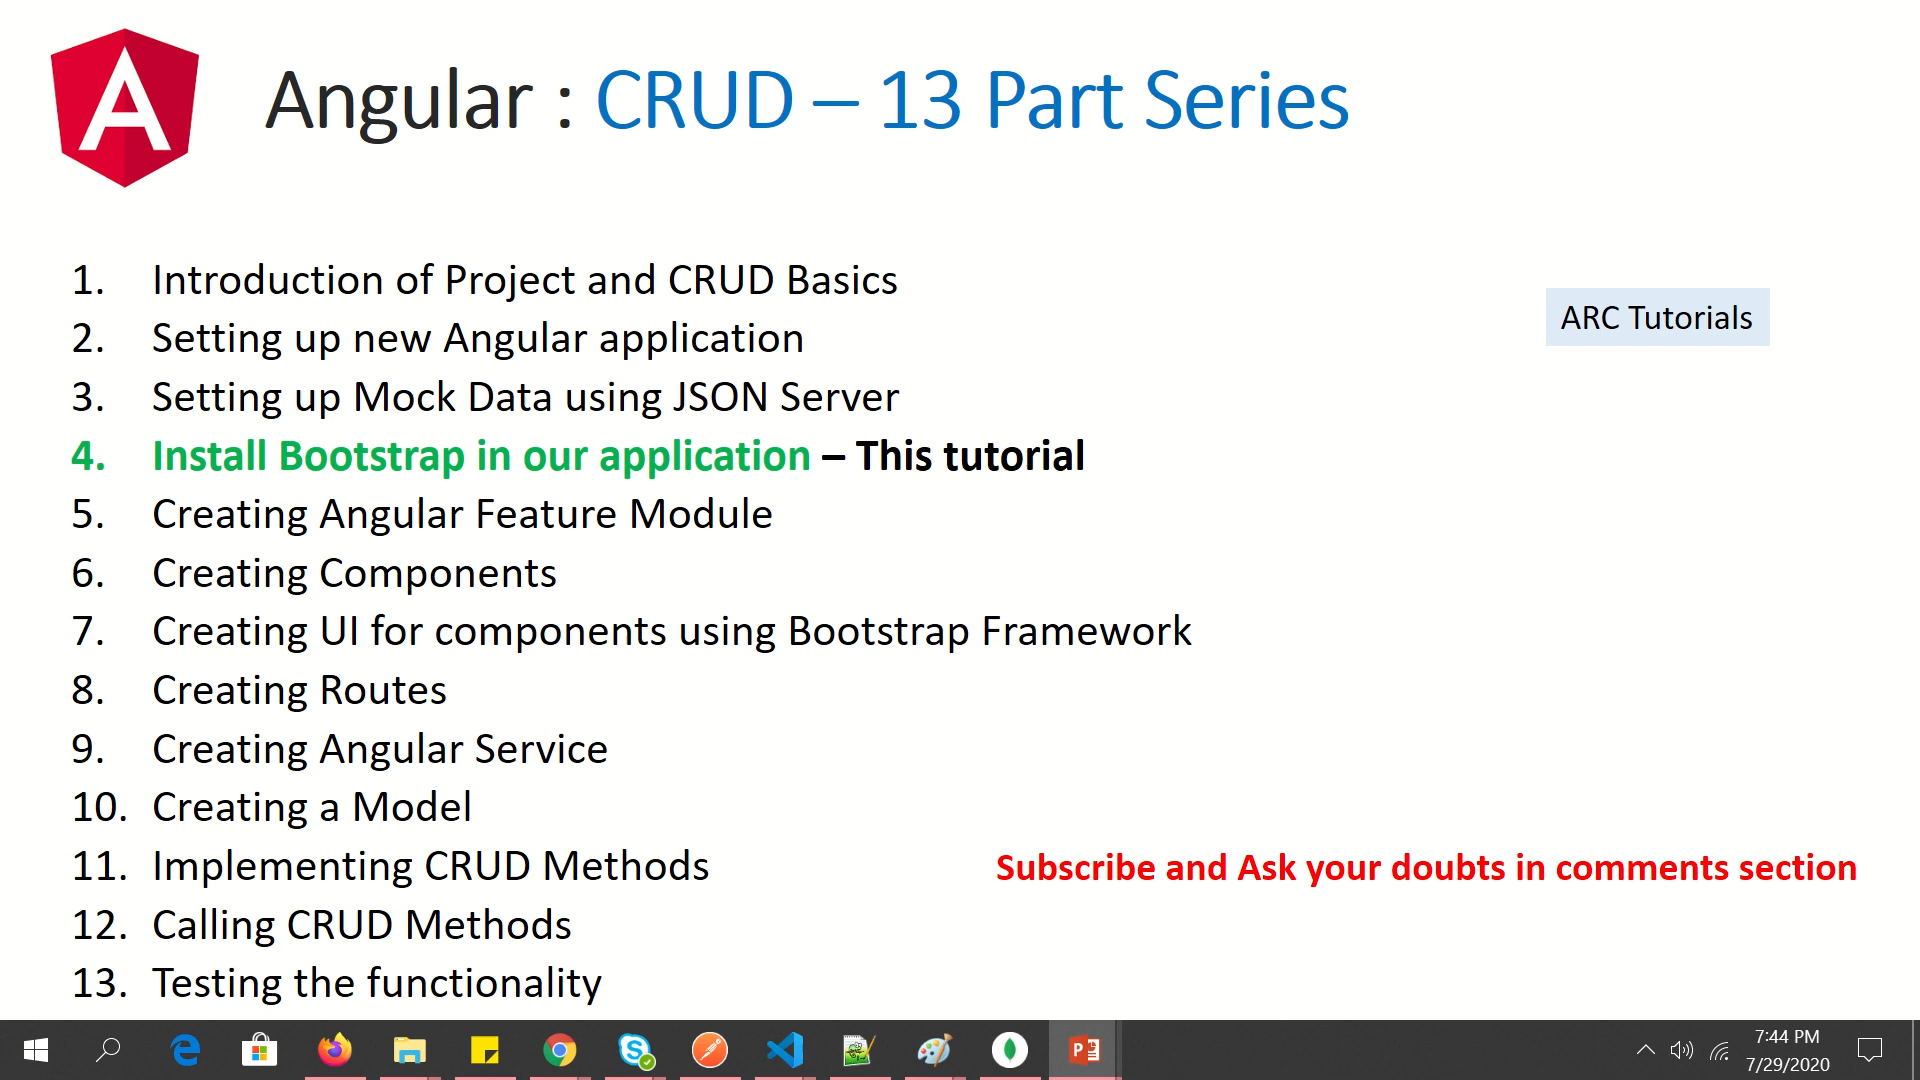 Angular : CRUD – 13 Part Series
1. Introduction of Project and CRUD Basics
ARC Tutorials
2. Setting up new Angular application
3. Setting up Mock Data using JSON Server
4. Install Bootstrap in our application – This tutorial
5. Creating Angular Feature Module
6. Creating Components
7. Creating UI for components using Bootstrap Framework
8. Creating Routes
9. Creating Angular Service
10. Creating a Model
11. Implementing CRUD Methods
Subscribe and Ask your doubts in comments section
12. Calling CRUD Methods
13. Testing the functionality
7:44 PM
7/29/2020